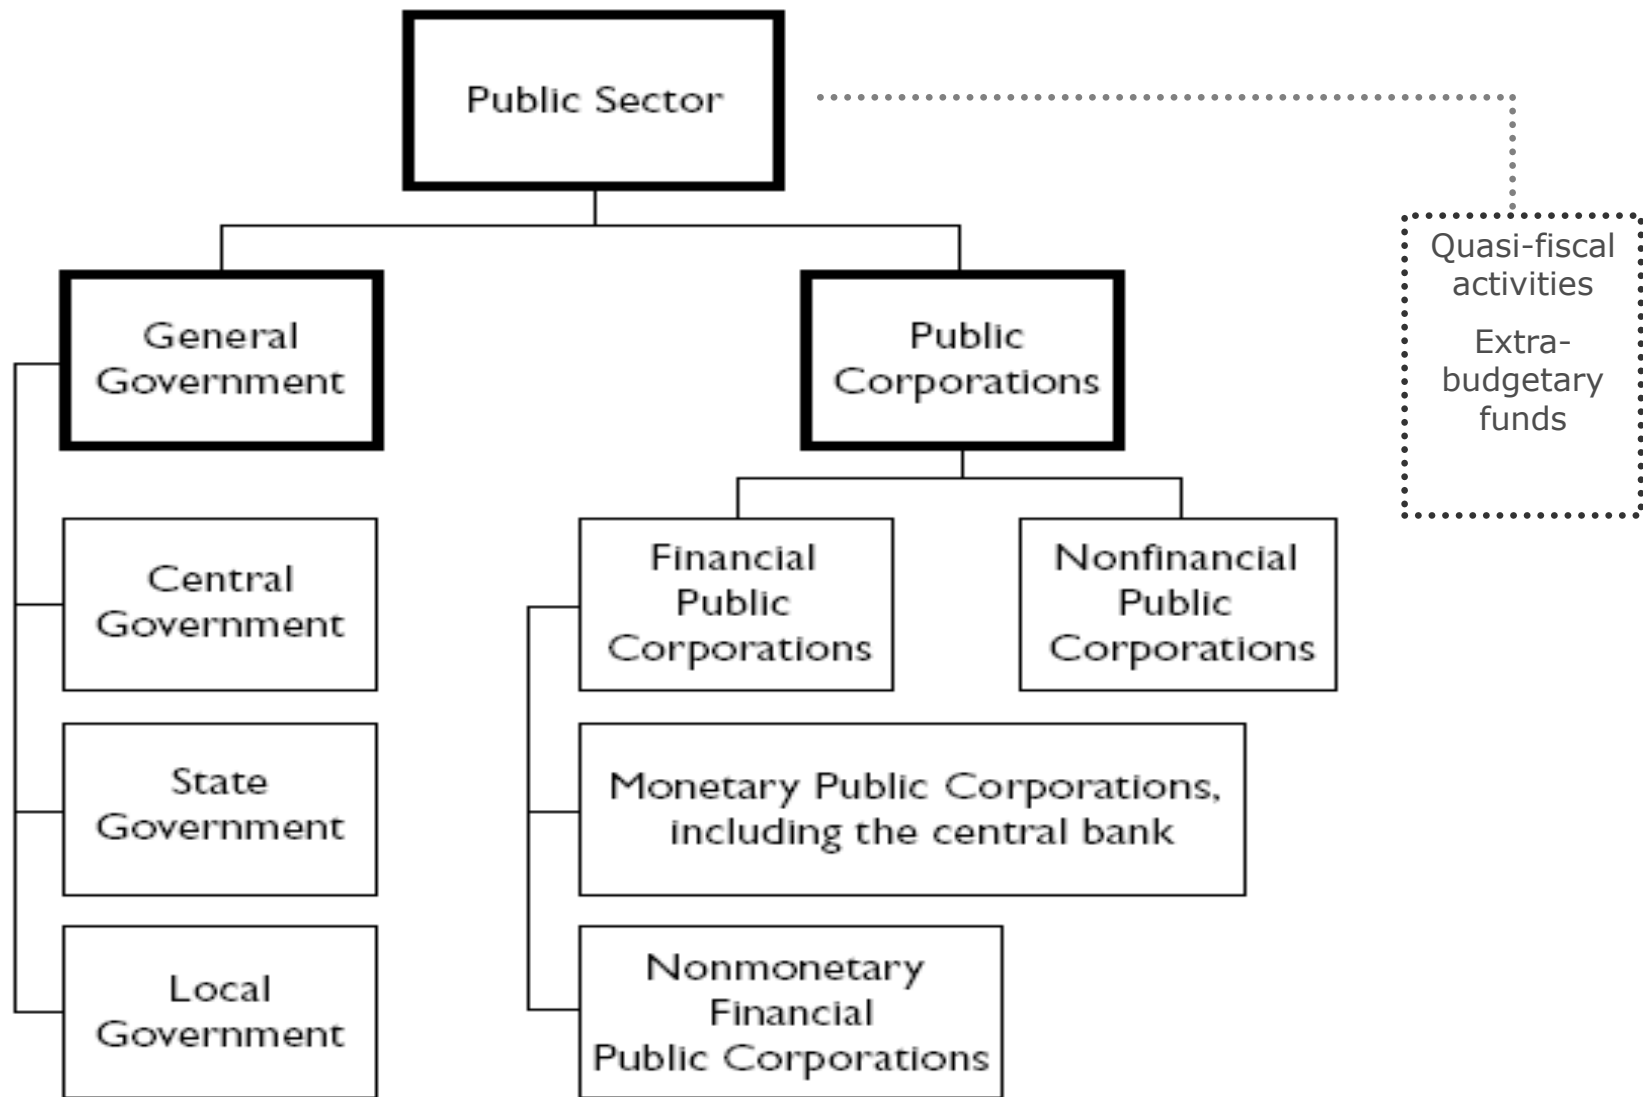 Public Sector
Quasi-fiscal
activities
Extra-
budgetary
funds
General
Government
Public
Corporations
Central
Government
Financial
Public
Corporations
Nonfinancial
Public
Corporations
State
Government
Monetary Public Corporations,
including the central bank
Local
Government
Nonmonetary
Financial
Public Corporations